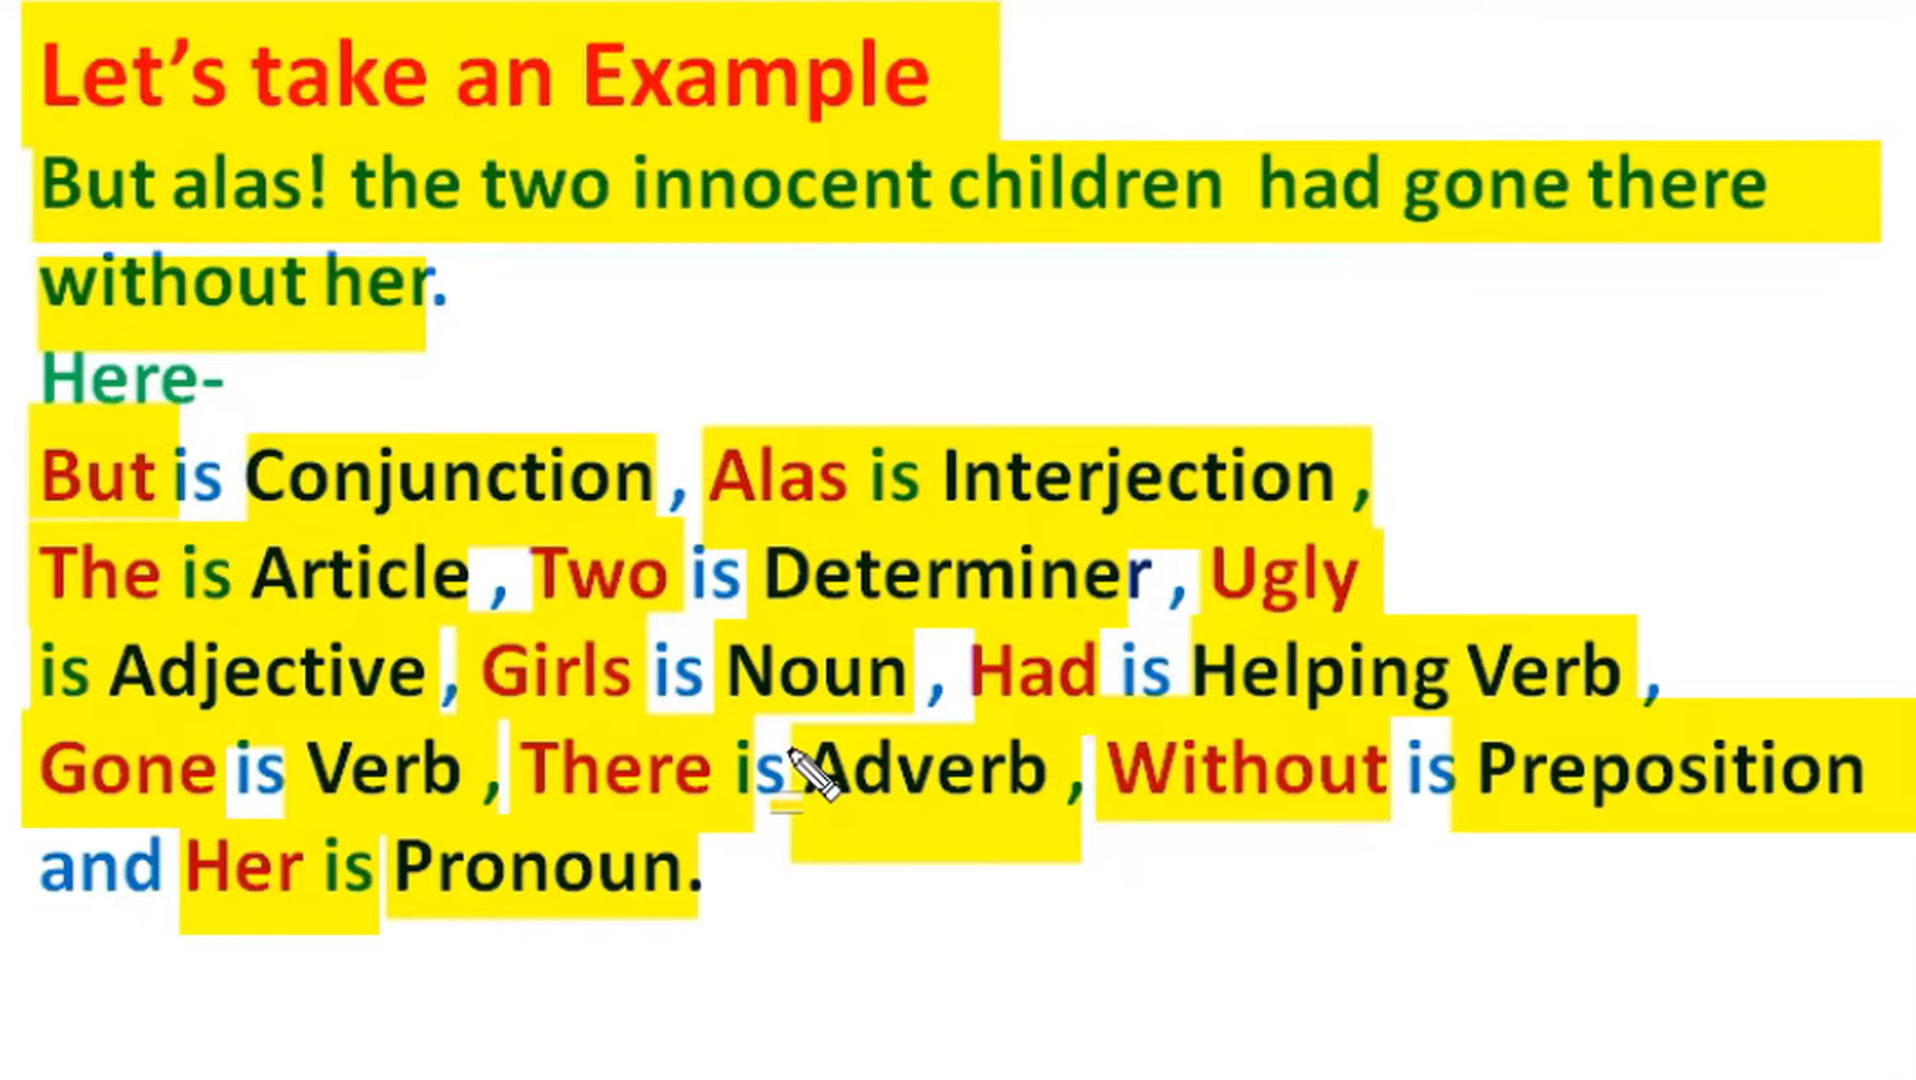 Let’s take an Example
But alas! the two innocent children had gone there
without her.
Here-
But is Conjunction , Alas is Interjection ,
The is Article , Two is Determiner , Ugly
is Adjective , Girls is Noun , Had is Helping Verb ,
Gone is Verb , There is Adverb , Without is Preposition
and Her is Pronoun.